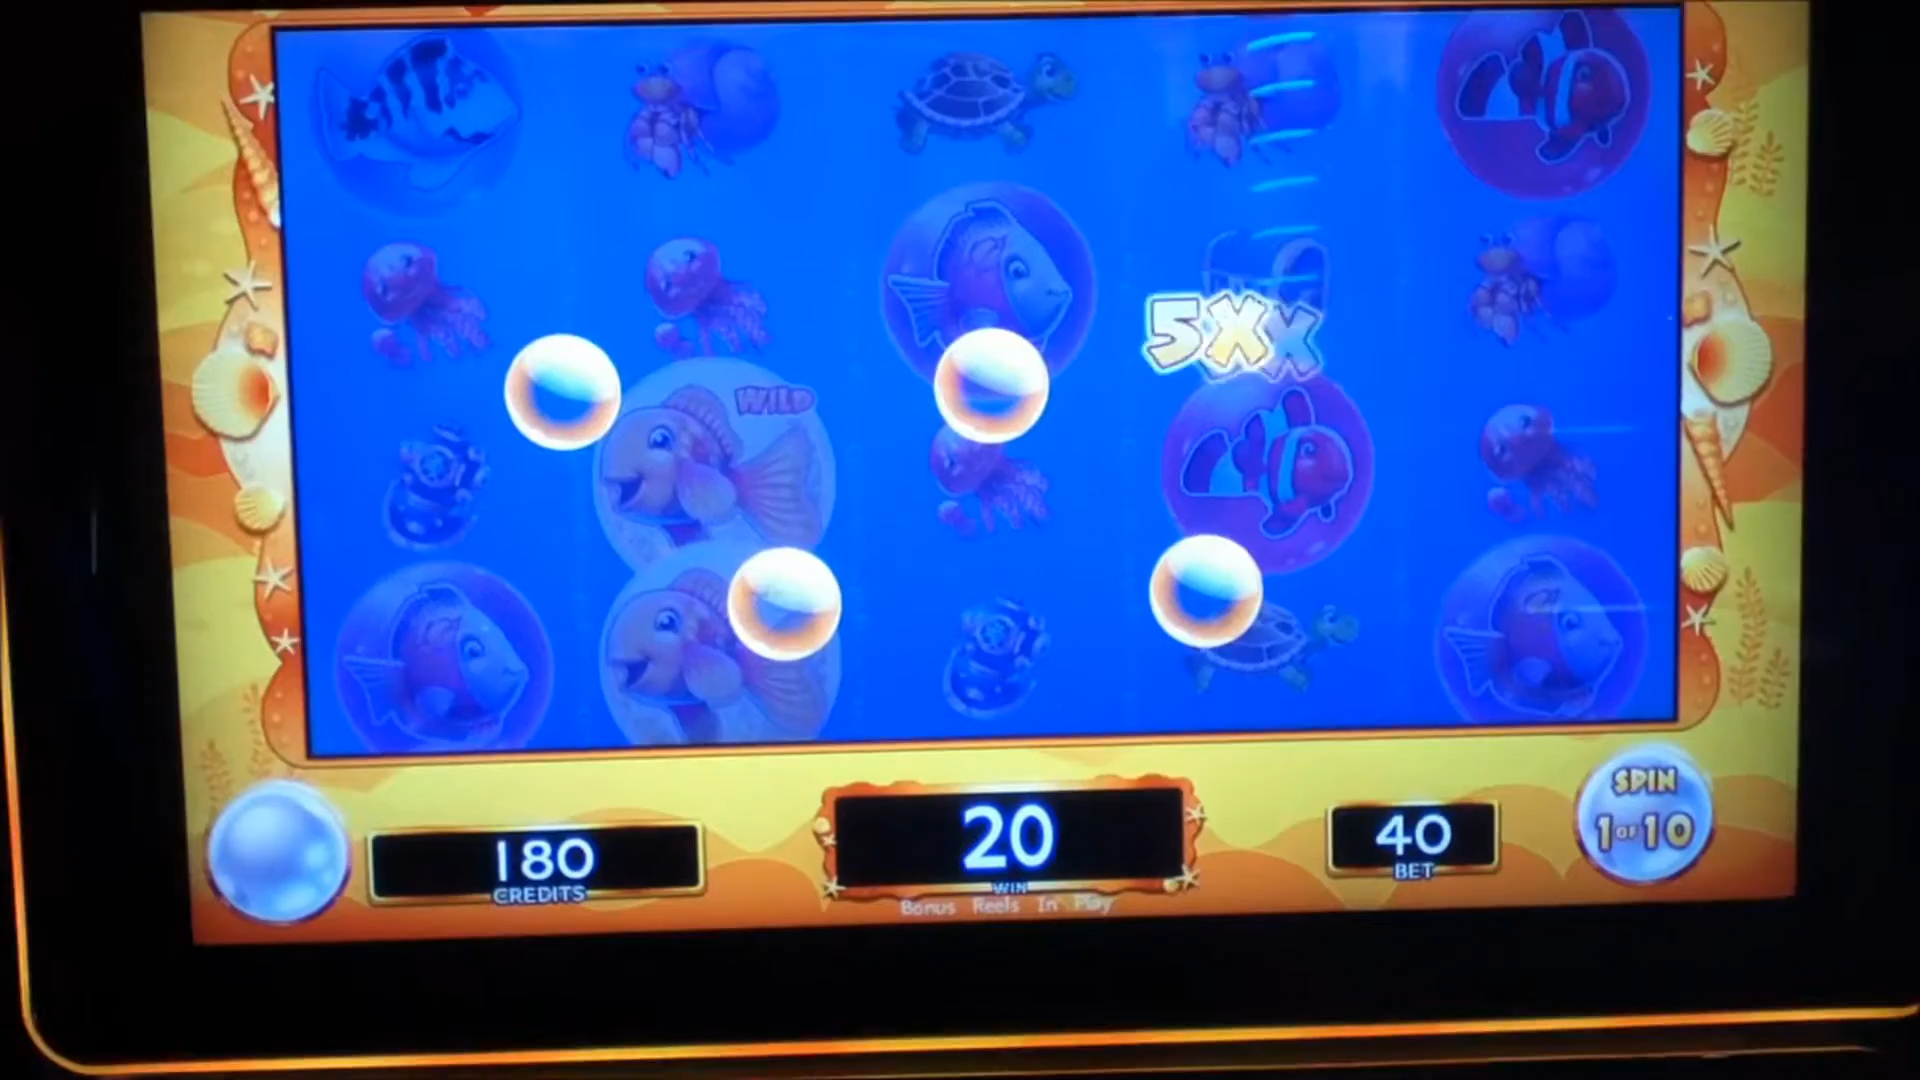 WILD
5XX
SPIN
1 OF 10
180
CREDITS
20
WIN
Bonus Reels In Play
40
BET